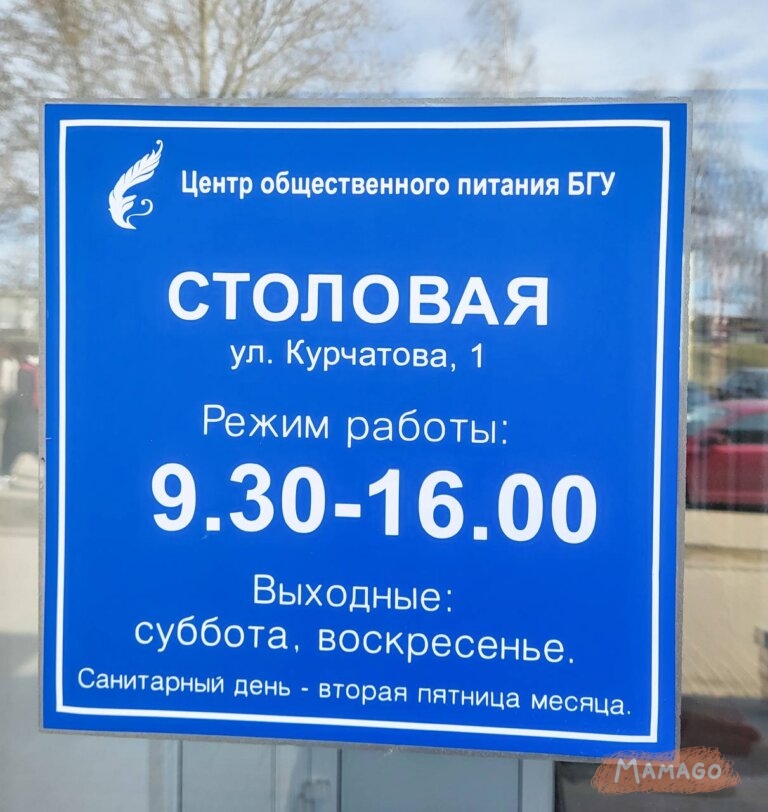 Центр общественного питания БГУ
СТОЛОВАЯ
ул. Курчатова, 1
Режим работы:
9.30-16.00
Выходные:
суббота, воскресенье.
Санитарный день - вторая пятница месяца.
MAMAGO